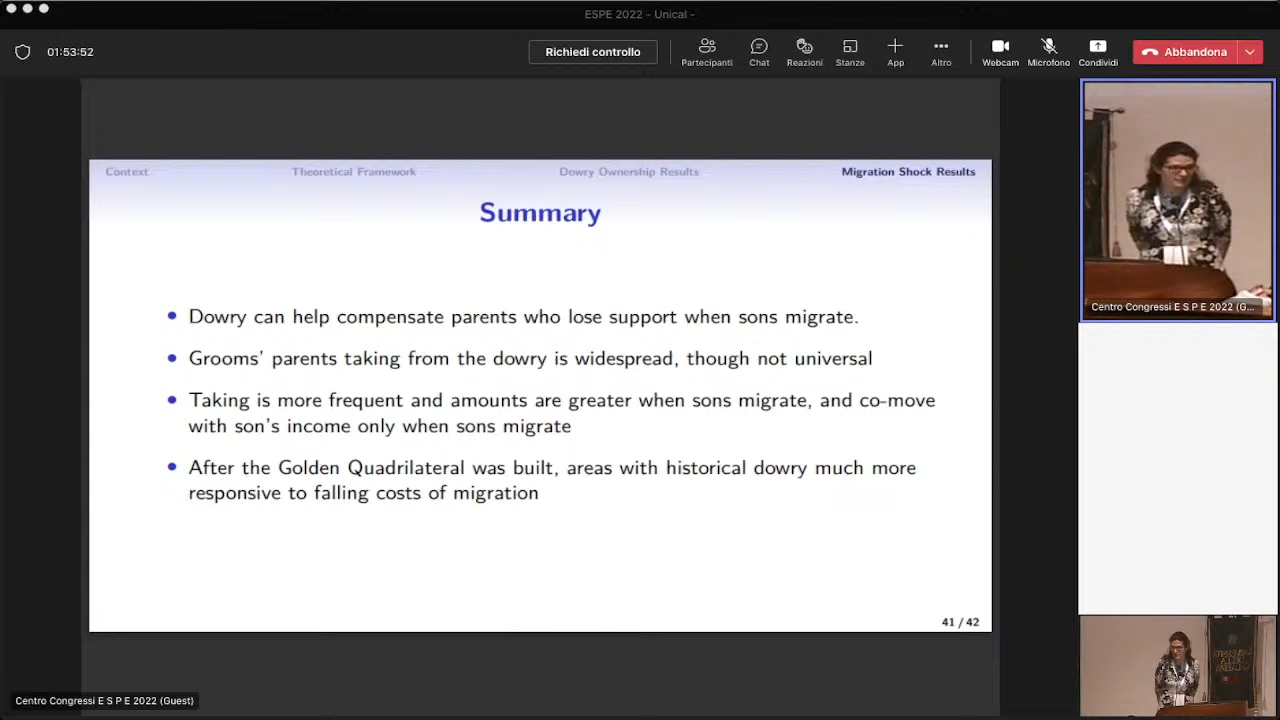 ESPE 2022 - Unical -
01:53:52
Richiedi controllo
Partecipanti
Chat
Reazioni
Stanze
App
Altro
Webcam
Microfono
Condividi
Abbandona
Context
Theoretical Framework
Dowry Ownership Results
Migration Shock Results
Summary
Dowry can help compensate parents who lose support when sons migrate.
Grooms' parents taking from the dowry is widespread, though not universal
Taking is more frequent and amounts are greater when sons migrate, and co-move
with son's income only when sons migrate
After the Golden Quadrilateral was built, areas with historical dowry much more
responsive to falling costs of migration
41 / 42
Centro Congressi E S P E 2022 (G...
Centro Congressi E S P E 2022 (Guest)